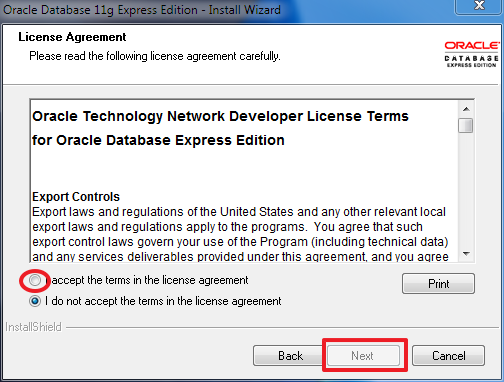 Oracle Database 11g Express Edition - Install Wizard
License Agreement
Please read the following license agreement carefully.
ORACLE
DATABASE
EXPRESS EDITION
Oracle Technology Network Developer License Terms
for Oracle Database Express Edition
Export Controls
Export laws and regulations of the United States and any other relevant local
export laws and regulations apply to the programs. You agree that such
export control laws govern your use of the Program (including technical data)
and any services deliverables provided under this agreement, and you agree
I accept the terms in the license agreement
I do not accept the terms in the license agreement
Print
InstallShield
Back
Next
Cancel